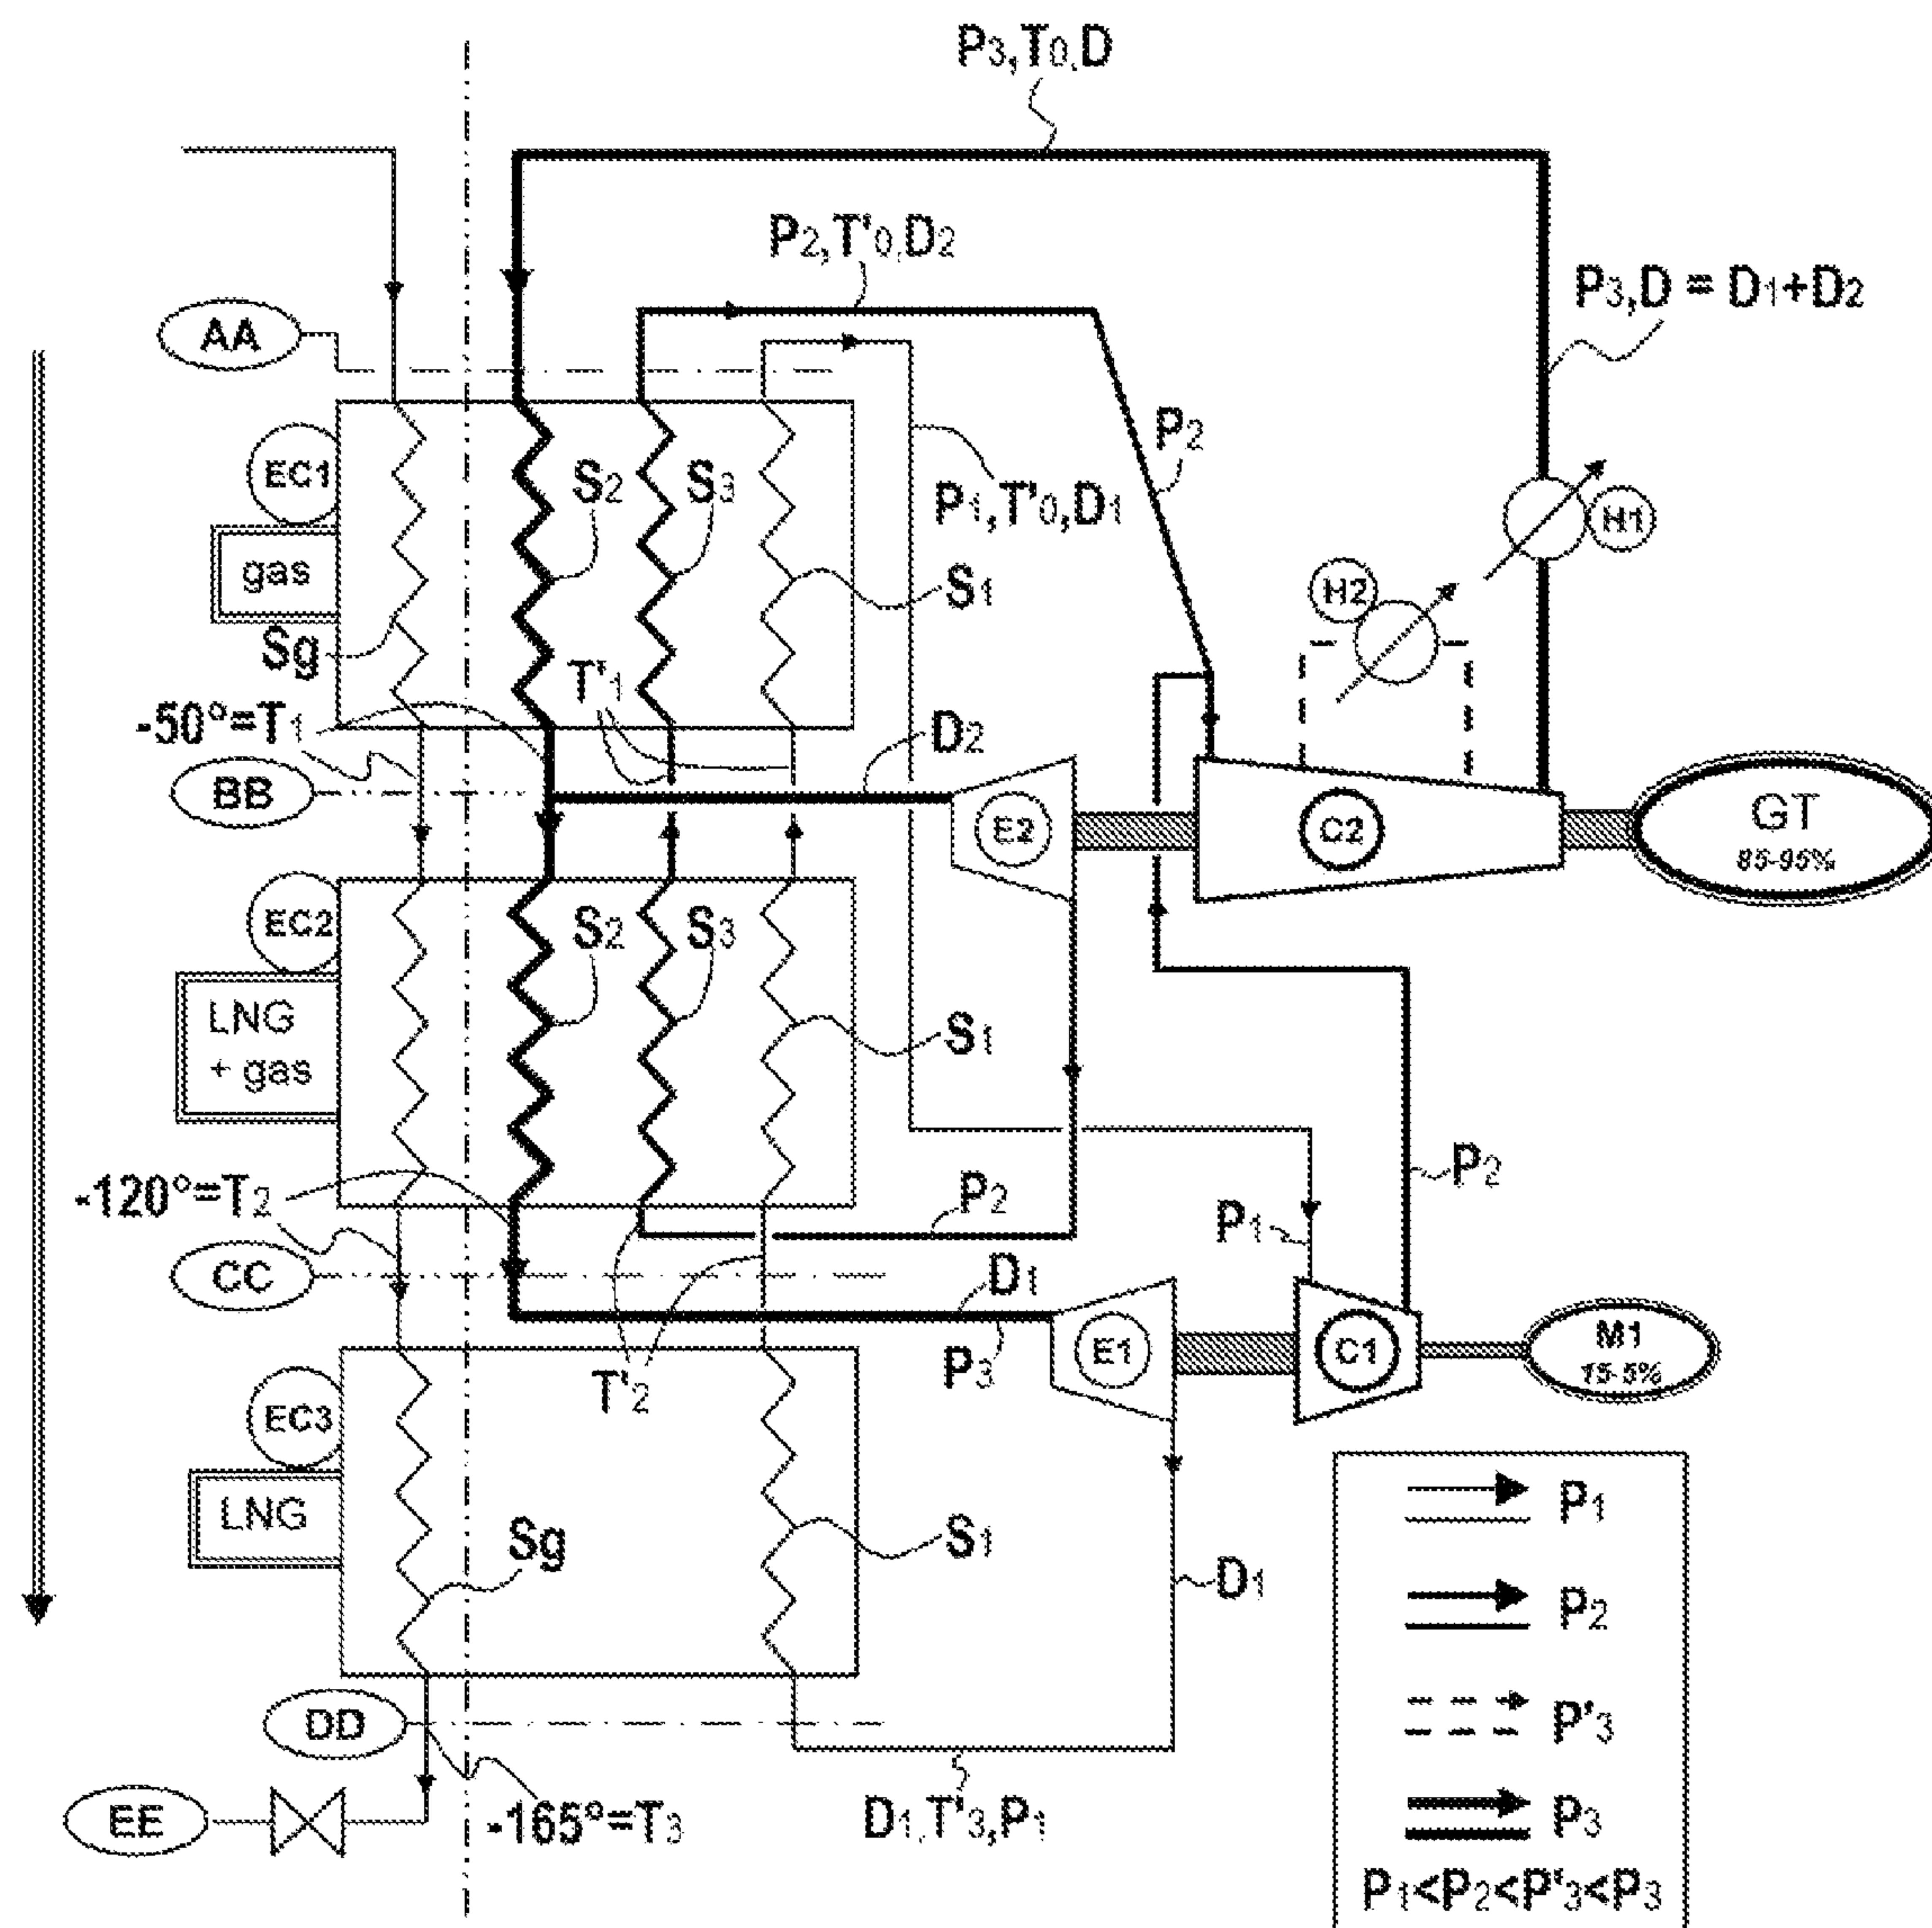 P3,T0,D
P2,T'0,D2
P3,D = D1+D2
AA
P2
EC1
S2
S3
P1,T'0,D1
H1
gas
S1
H2
Sg
T'1
-50°=T1
D2
BB
E2
C2
GT
85-95%
EC2
S2
S3
LNG
+ gas
S1
-120°=T2
P2
P1
P2
CC
D1
E1
C1
M1
15-5%
P3
T'2
EC3
LNG
Sg
S1
D1
P1
P2
P'3
P3
P1<P2<P'3<P3
DD
EE
-165°=T3
D1,T'3,P1